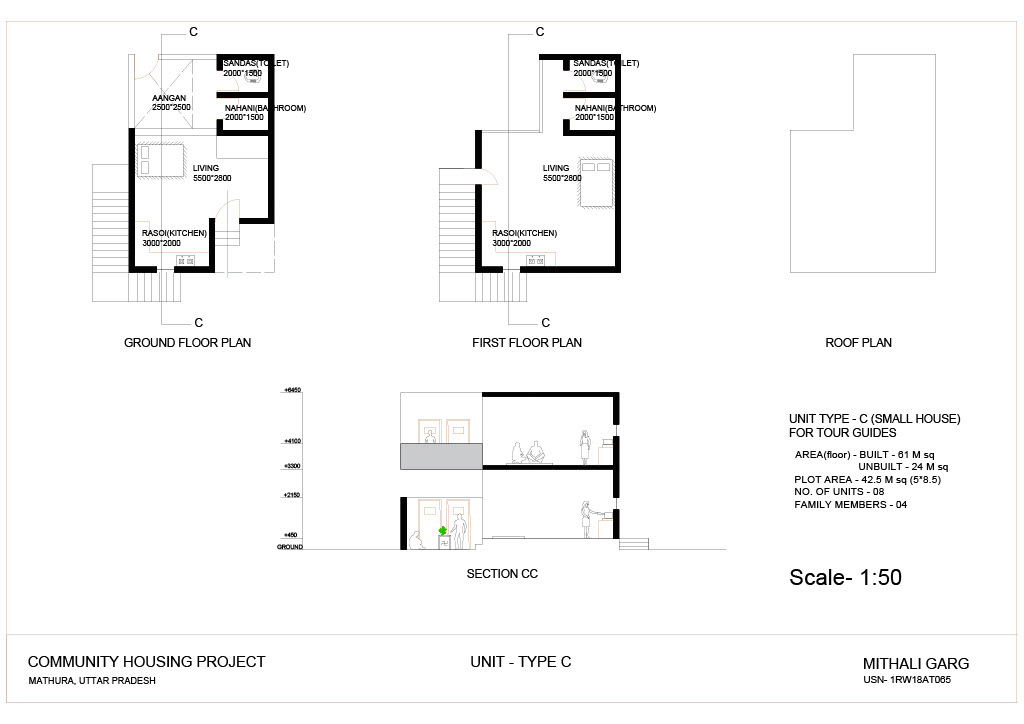 C
SANDAS(TOILET)
2000*1500
AANGAN
2500*2500
NAHANI(BATHROOM)
2000*1500
LIVING
5500*2800
RASOI(KITCHEN)
3000*2000
C
GROUND FLOOR PLAN
C
SANDAS(TOILET)
2000*1500
NAHANI(BATHROOM)
2000*1500
LIVING
5500*2800
RASOI(KITCHEN)
3000*2000
C
FIRST FLOOR PLAN
ROOF PLAN
+6450
+4100
+3300
+2150
+450
GROUND
SECTION CC
UNIT TYPE - C (SMALL HOUSE)
FOR TOUR GUIDES
AREA(floor) - BUILT - 61 M sq
UNBUILT - 24 M sq
PLOT AREA - 42.5 M sq (5*8.5)
NO. OF UNITS - 08
FAMILY MEMBERS - 04
Scale- 1:50
COMMUNITY HOUSING PROJECT
MATHURA, UTTAR PRADESH
UNIT - TYPE C
MITHALI GARG
USN- 1RW18AT065